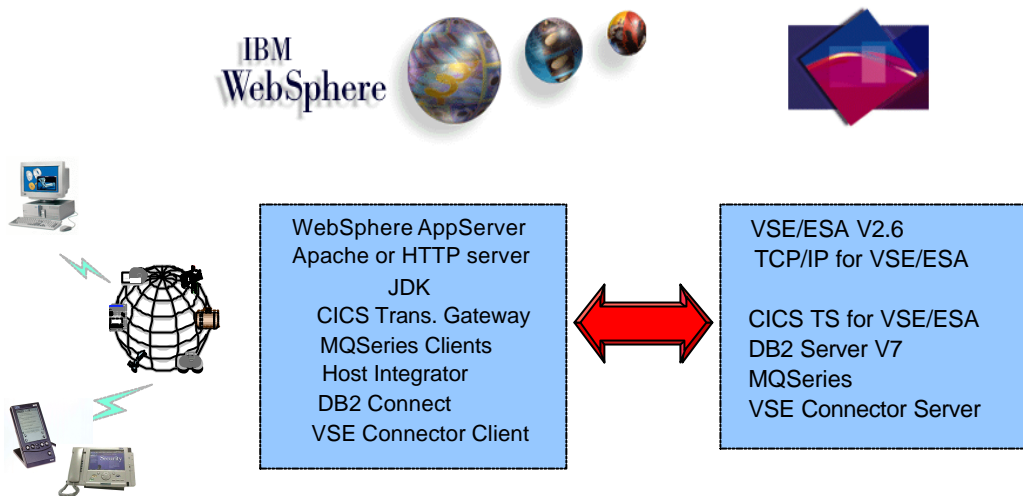 IBM
WebSphere
WebSphere AppServer
Apache or HTTP server
JDK
CICS Trans. Gateway
MQSeries Clients
Host Integrator
DB2 Connect
VSE Connector Client
VSE/ESA V2.6
TCP/IP for VSE/ESA
CICS TS for VSE/ESA
DB2 Server V7
MQSeries
VSE Connector Server